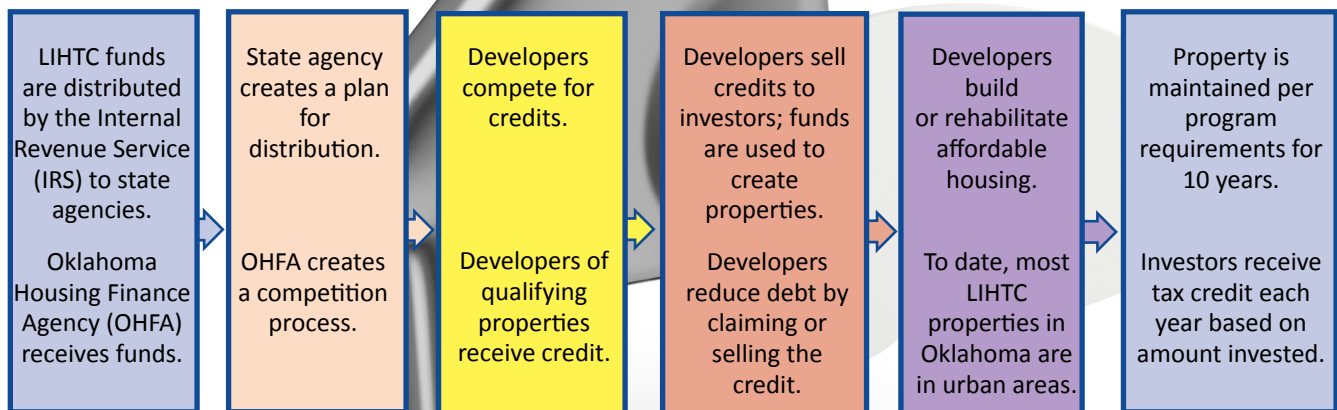 LIHTC funds
are distributed
by the Internal
Revenue Service
(IRS) to state
agencies.
Oklahoma
Housing Finance
Agency (OHFA)
receives funds.
State agency
creates a plan
for
distribution.
OHFA creates
a competition
process.
Developers
compete for
credits.
Developers of
qualifying
properties
receive credit.
Developers sell
credits to
investors; funds
are used to
create
properties.
Developers
reduce debt by
claiming or
selling the
credit.
Developers
build
or rehabilitate
affordable
housing.
To date, most
LIHTC
properties in
Oklahoma are
in urban areas.
Property is
maintained per
program
requirements for
10 years.
Investors receive
tax credit each
year based on
amount invested.